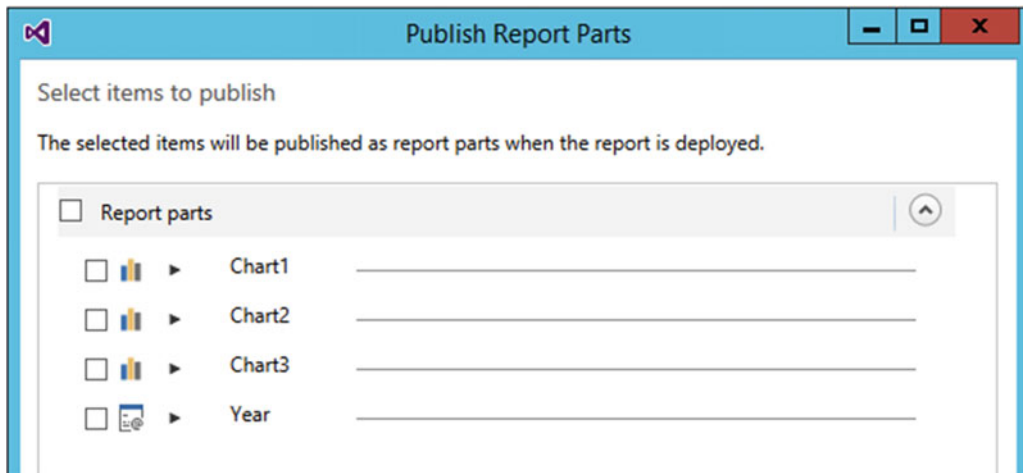 Publish Report Parts
Select items to publish
The selected items will be published as report parts when the report is deployed.
Report parts
Chart1
Chart2
Chart3
Year